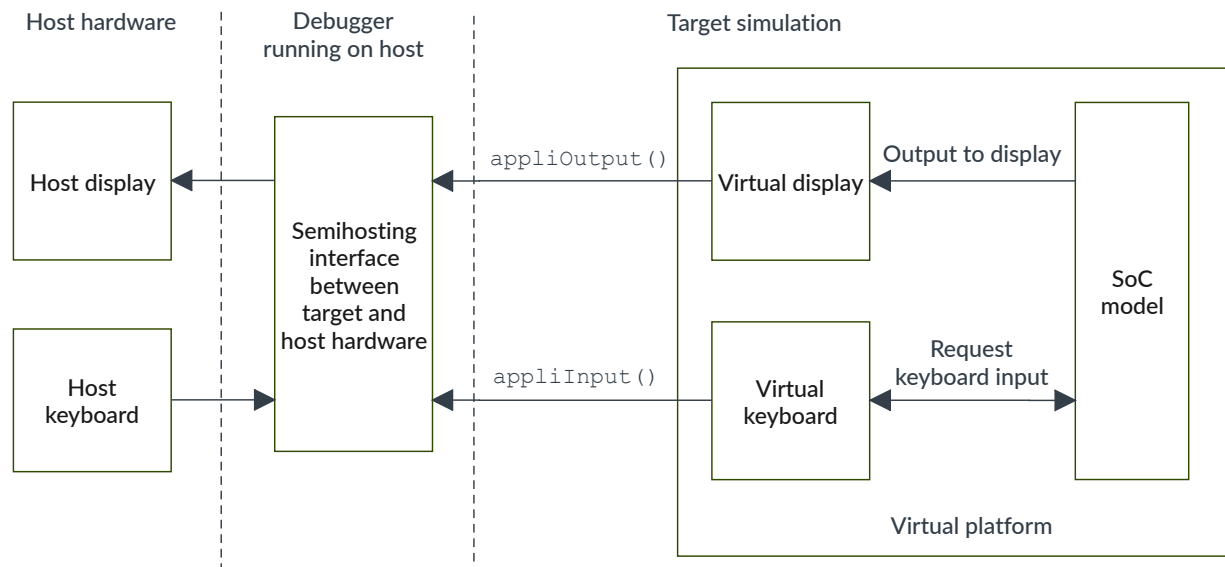 Host hardware
Debugger
running on host
Target simulation
Host display
Semihosting
interface
between
target and
host hardware
appliOutput()
Virtual display
Output to display
SoC
model
Host
keyboard
appliInput()
Virtual
keyboard
Request
keyboard input
Virtual platform